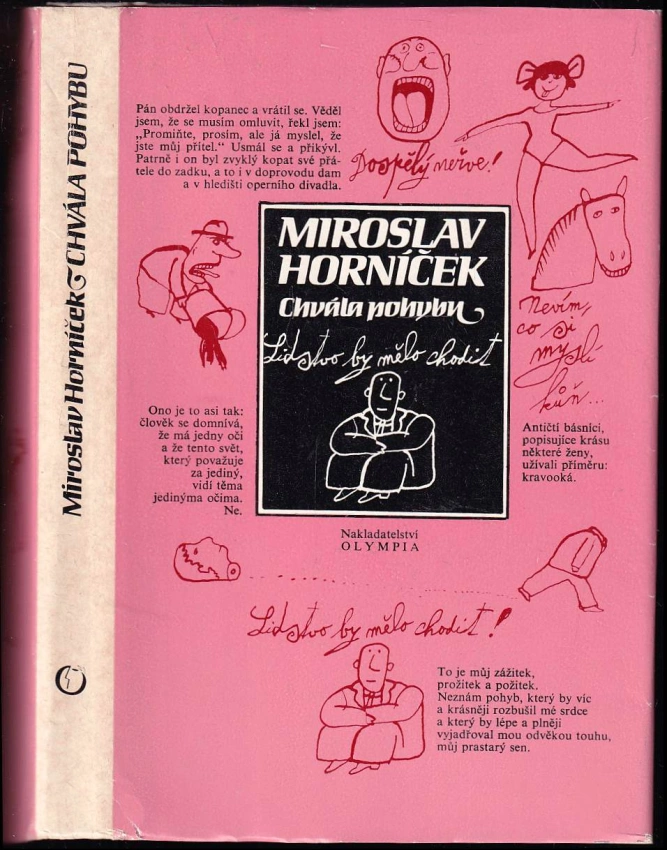 Miroslav Horníček CHVÁLA POHYBU
Pán obdržel kopanec a vrátil se. Věděl
jsem, že se musím omluvit, řekl jsem:
„Promiňte, prosím, ale já myslel, že
jste můj přítel.“ Usmál se a přikývl.
Patrně i on byl zvyklý kopat své přá-
tele do zadku, a to i v doprovodu dam
a v hledišti operního divadla.
Dospělý neřve!
MIROSLAV
HORNÍČEK
Chvála pohybu
Lidstvo by mělo chodit
Nevím,
co si
myslí
kůň...
Ono je to asi tak:
člověk se domnívá,
že má jedny oči
a že tento svět,
který považuje
za jediný,
vidí těma
jedinýma očima.
Ne.
Antičtí básníci,
popisujíce krásu
některé ženy,
užívali příměru:
kravooká.
Nakladatelství
OLYMPIA
Lidstvo by mělo chodit!
To je můj zážitek,
prožitek a požitek.
Neznám pohyb, který by víc
a krásněji rozbušil mé srdce
a který by lépe a plněji
vyjadřoval mou odvěkou touhu,
můj prastarý sen.